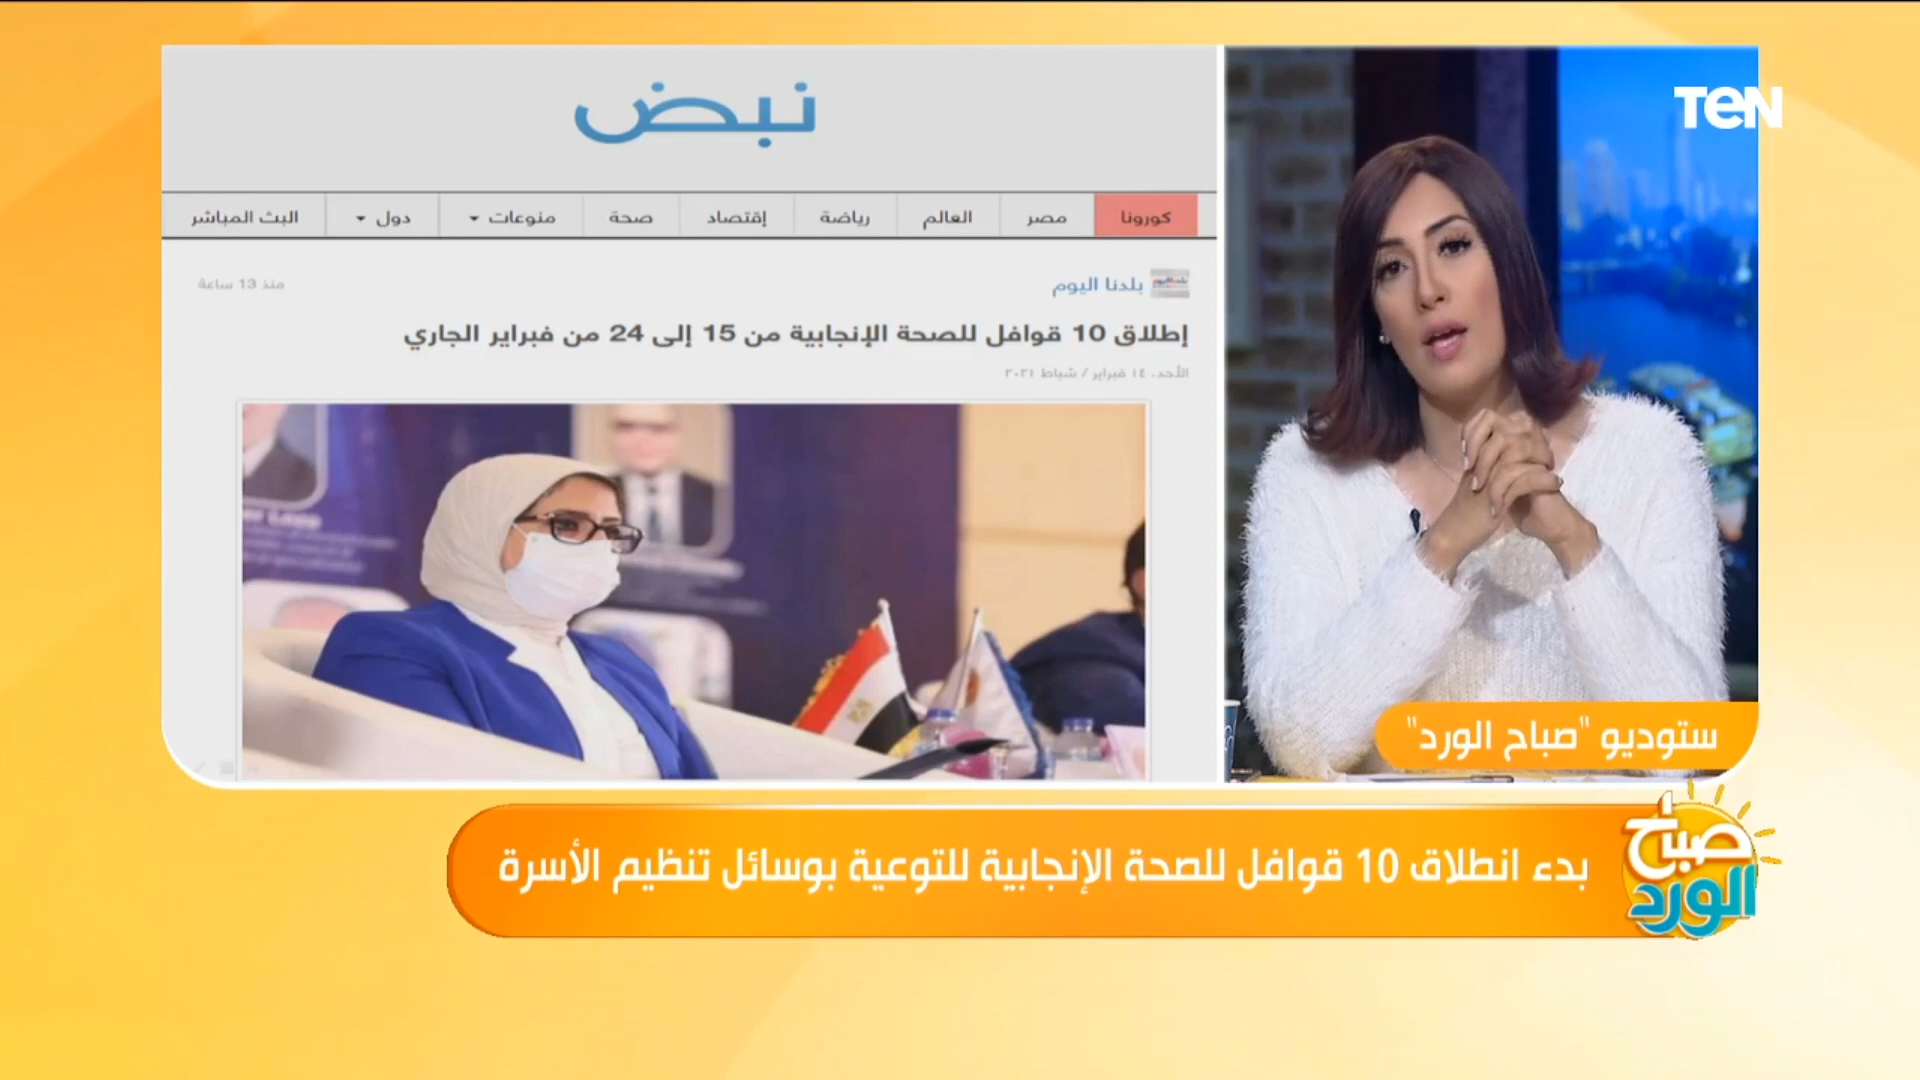 نبض
TeN
كورونا
مصر
العالم
رياضة
إقتصاد
صحة
منوعات
دول
البث المباشر
بلدنا اليوم
منذ 13 ساعة
إطلاق 10 قوافل للصحة الإنجابية من 15 إلى 24 من فبراير الجاري
الأحد، ١٤ فبراير / شباط ٢٠٢١
ستوديو "صباح الورد"
صباح الورد
بدء انطلاق 10 قوافل للصحة الإنجابية للتوعية بوسائل تنظيم الأسرة